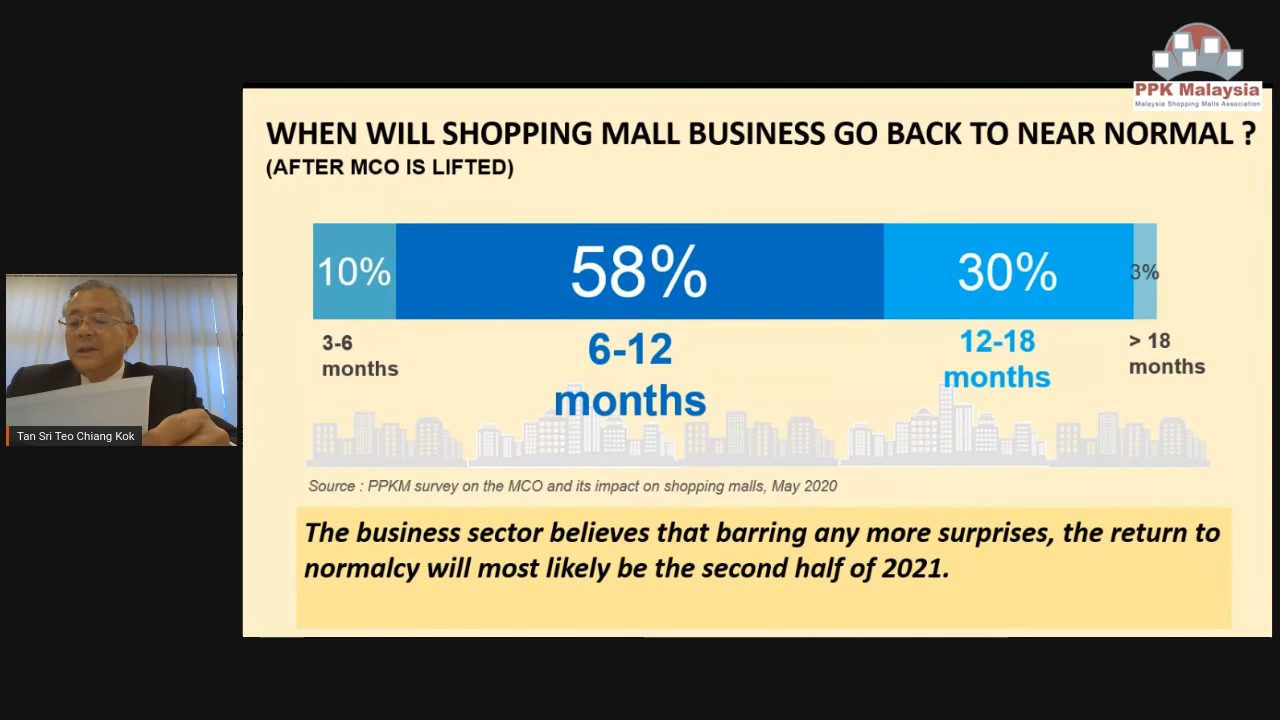 PPK Malaysia
Malaysia Shopping Malls Association
WHEN WILL SHOPPING MALL BUSINESS GO BACK TO NEAR NORMAL ?
(AFTER MCO IS LIFTED)
10%
58%
30%
3%
3-6
months
6-12
months
12-18
months
> 18
months
Tan Sri Teo Chiang Kok
Source : PPKM survey on the MCO and its impact on shopping malls, May 2020
The business sector believes that barring any more surprises, the return to
normalcy will most likely be the second half of 2021.